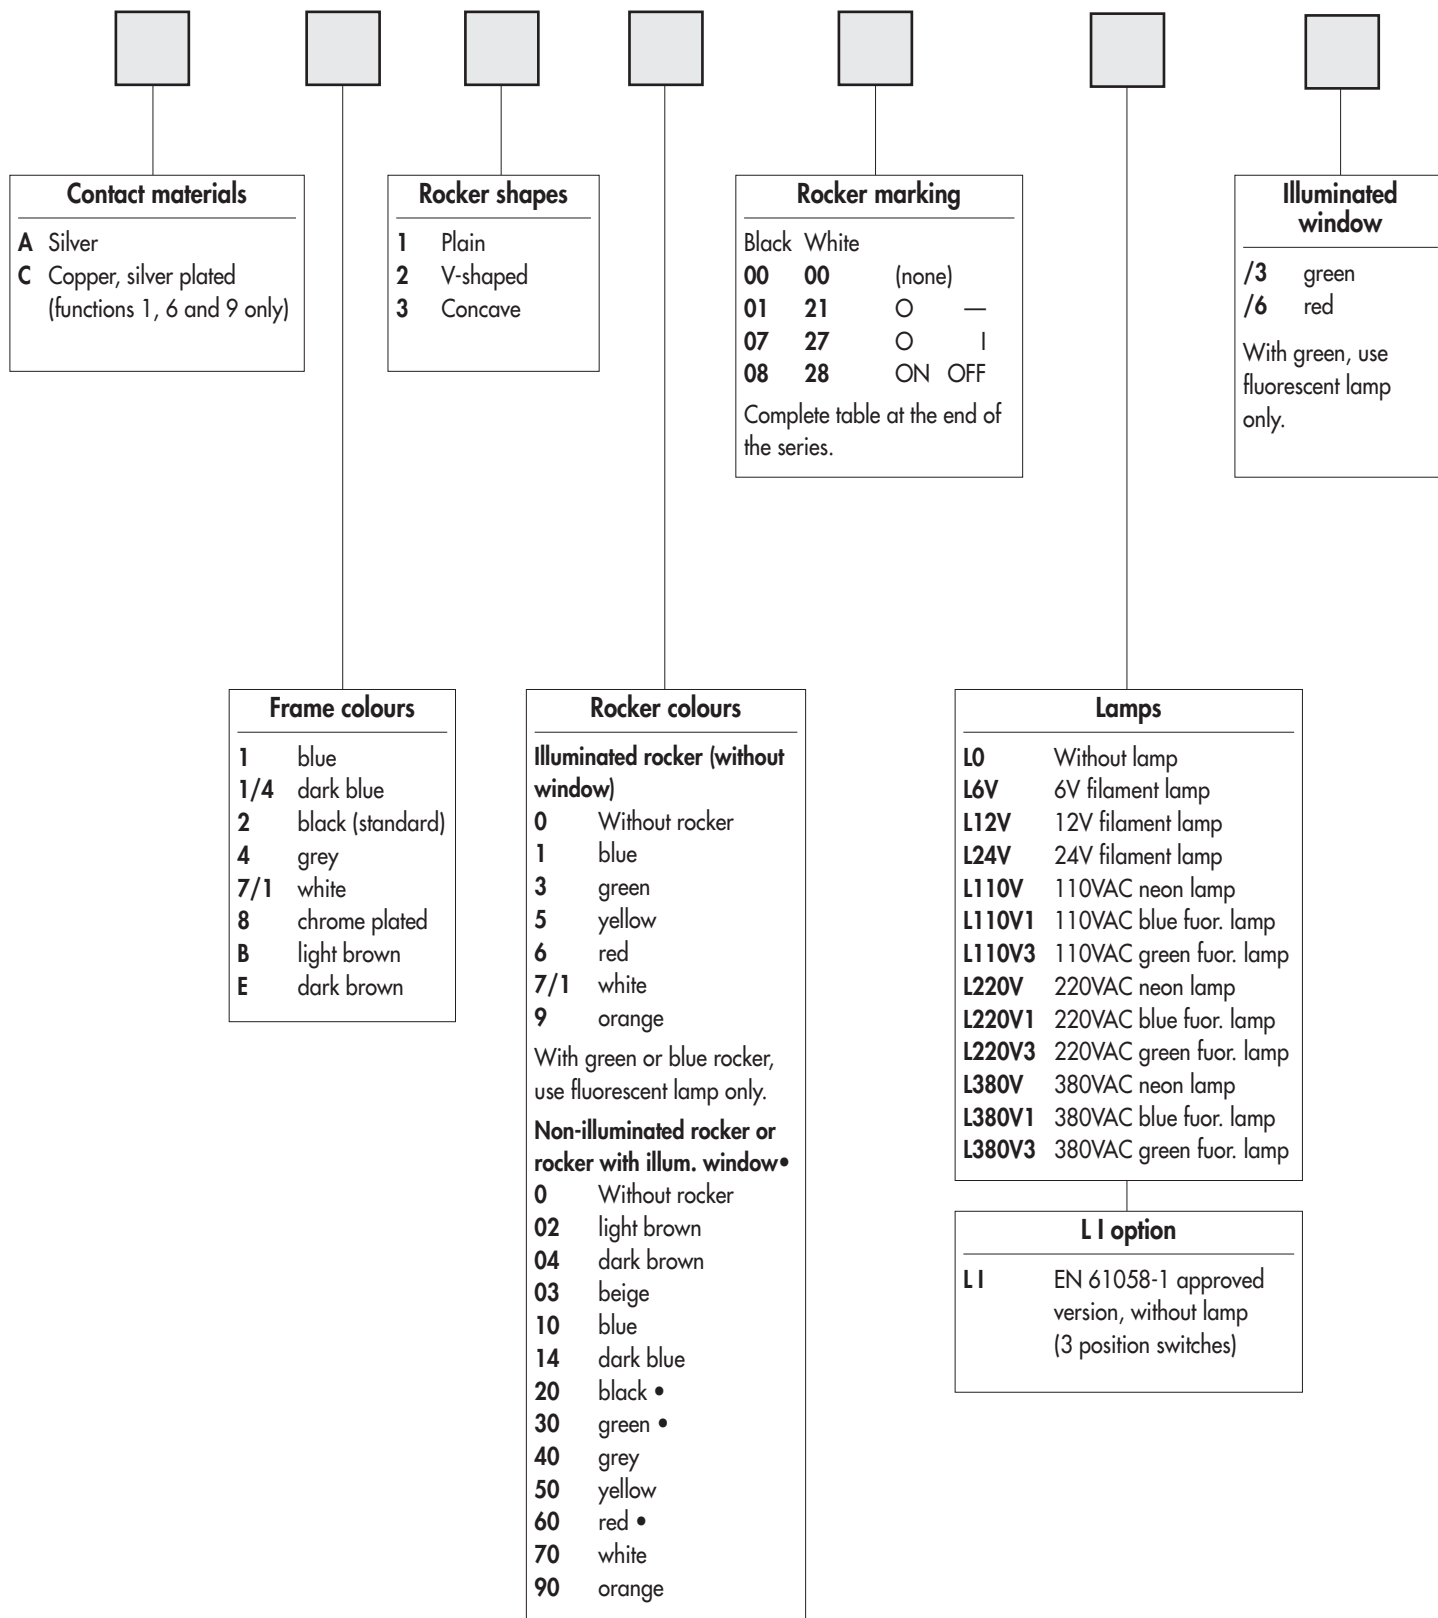 Contact materials
A Silver
C Copper, silver plated
(functions 1, 6 and 9 only)
Rocker shapes
1 Plain
2 V-shaped
3 Concave
Rocker marking
Black White
00 00 (none)
01 21 O —
07 27 O I
08 28 ON OFF
Complete table at the end of
the series.
Illuminated
window
/3 green
/6 red
With green, use
fluorescent lamp
only.
Frame colours
1 blue
1/4 dark blue
2 black (standard)
4 grey
7/1 white
8 chrome plated
B light brown
E dark brown
Rocker colours
Illuminated rocker (without
window)
0 Without rocker
1 blue
3 green
5 yellow
6 red
7/1 white
9 orange
With green or blue rocker,
use fluorescent lamp only.
Non-illuminated rocker or
rocker with illum. window•
0 Without rocker
02 light brown
04 dark brown
03 beige
10 blue
14 dark blue
20 black •
30 green •
40 grey
50 yellow
60 red •
70 white
90 orange
Lamps
L0 Without lamp
L6V 6V filament lamp
L12V 12V filament lamp
L24V 24V filament lamp
L110V 110VAC neon lamp
L110V1 110VAC blue fuor. lamp
L110V3 110VAC green fuor. lamp
L220V 220VAC neon lamp
L220V1 220VAC blue fuor. lamp
L220V3 220VAC green fuor. lamp
L380V 380VAC neon lamp
L380V1 380VAC blue fuor. lamp
L380V3 380VAC green fuor. lamp
L I option
L I EN 61058-1 approved
version, without lamp
(3 position switches)